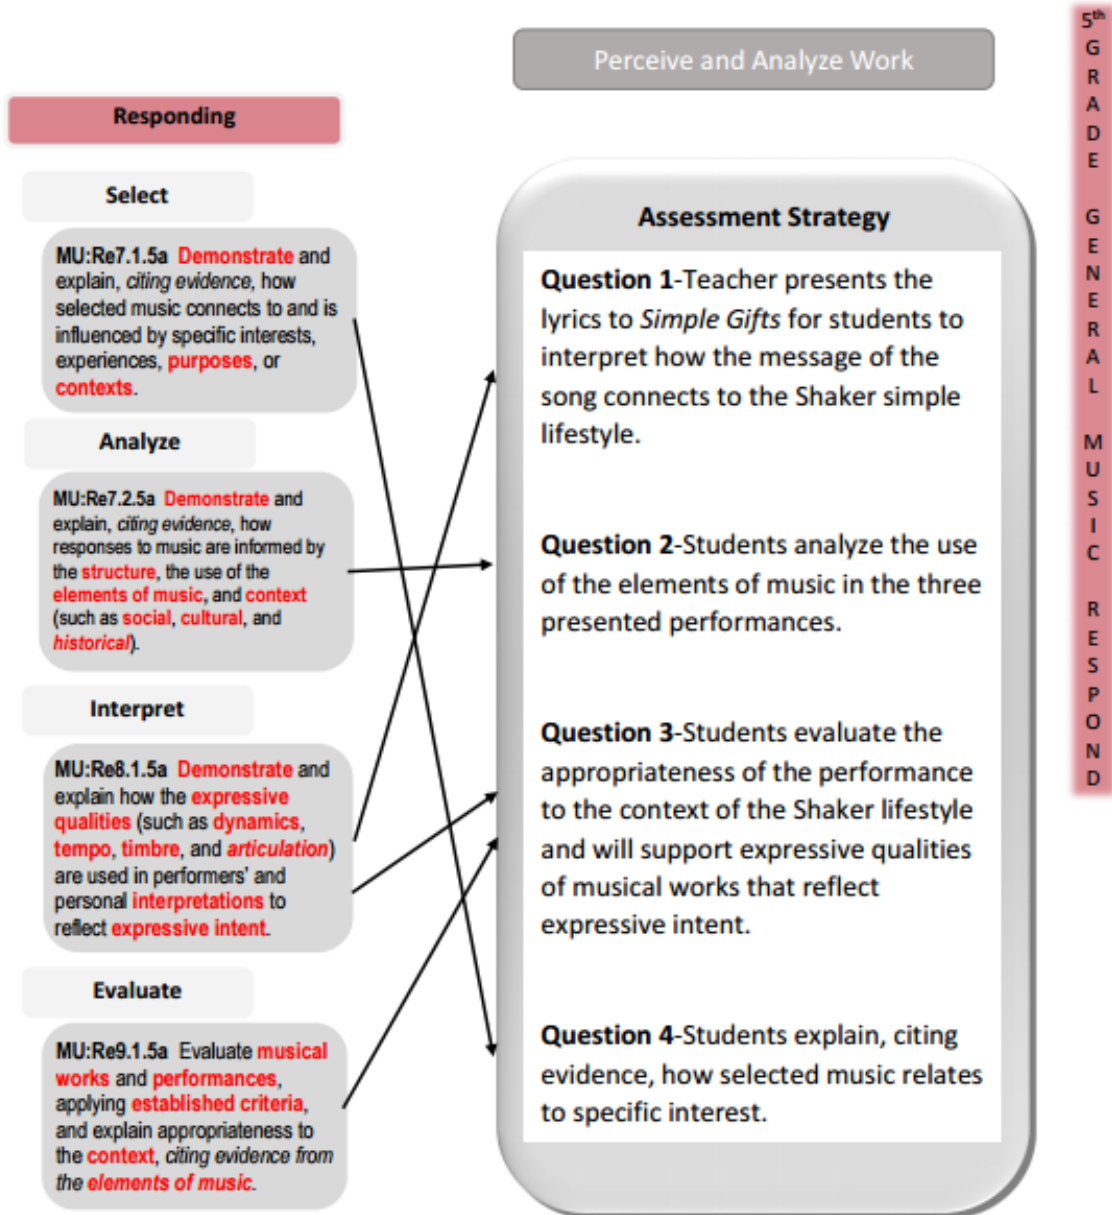 Perceive and Analyze Work
Responding
Select
MU:Re7.1.5a Demonstrate and
explain, citing evidence, how
selected music connects to and is
influenced by specific interests,
experiences, purposes, or
contexts.
Analyze
MU:Re7.2.5a Demonstrate and
explain, citing evidence, how
responses to music are informed by
the structure, the use of the
elements of music, and context
(such as social, cultural, and
historical).
Interpret
MU:Re8.1.5a Demonstrate and
explain how the expressive
qualities (such as dynamics,
tempo, timbre, and articulation)
are used in performers’ and
personal interpretations to
reflect expressive intent.
Evaluate
MU:Re9.1.5a Evaluate musical
works and performances,
applying established criteria,
and explain appropriateness to
the context, citing evidence from
the elements of music.
Assessment Strategy
Question 1-Teacher presents the
lyrics to Simple Gifts for students to
interpret how the message of the
song connects to the Shaker simple
lifestyle.
Question 2-Students analyze the use
of the elements of music in the three
presented performances.
Question 3-Students evaluate the
appropriateness of the performance
to the context of the Shaker lifestyle
and will support expressive qualities
of musical works that reflect
expressive intent.
Question 4-Students explain, citing
evidence, how selected music relates
to specific interest.
5th
GRADE GENERAL MUSIC RESPOND